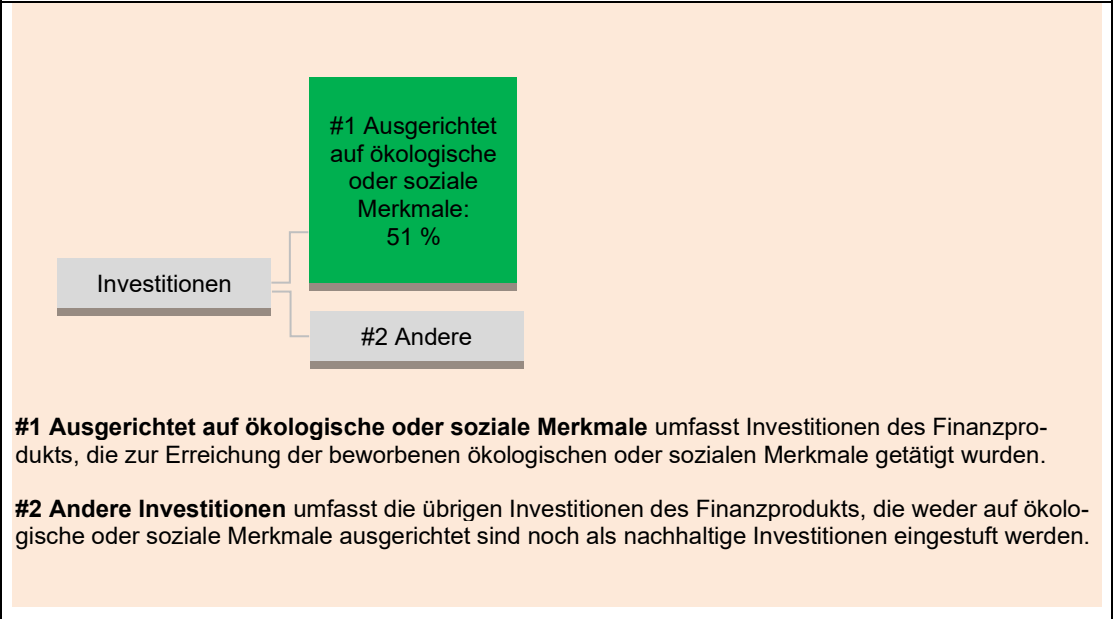 #1 Ausgerichtet
auf ökologische
oder soziale
Merkmale:
51 %
Investitionen
#2 Andere
#1 Ausgerichtet auf ökologische oder soziale Merkmale umfasst Investitionen des Finanzpro-
dukts, die zur Erreichung der beworbenen ökologischen oder sozialen Merkmale getätigt wurden.
#2 Andere Investitionen umfasst die übrigen Investitionen des Finanzprodukts, die weder auf ökolo-
gische oder soziale Merkmale ausgerichtet sind noch als nachhaltige Investitionen eingestuft werden.